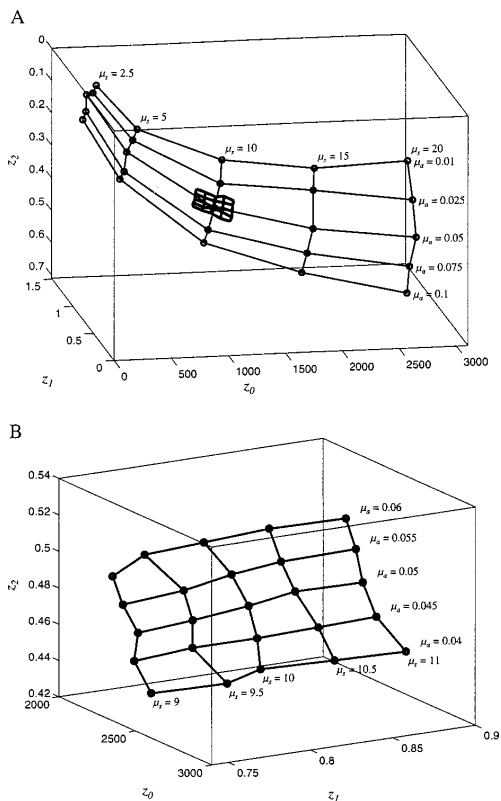 A
0
0.1
0.2
0.3
0.4
0.5
0.6
0.7
z2
1.5
1
0.5
0
z1
0
500
1000
1500
2000
2500
3000
z0
μs = 2.5
μs = 5
μs = 10
μs = 15
μs = 20
μa = 0.01
μa = 0.025
μa = 0.05
μa = 0.075
μa = 0.1
B
0.54
0.52
0.5
0.48
0.46
0.44
0.42
z2
2000
2500
3000
z0
0.75
0.8
0.85
0.9
z1
μa = 0.06
μa = 0.055
μa = 0.05
μa = 0.045
μa = 0.04
μs = 9
μs = 9.5
μs = 10
μs = 10.5
μs = 11